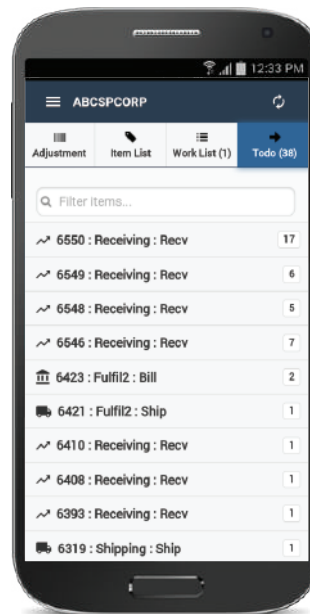 12:33 PM
ABCSPCORP
Adjustment Item List Work List (1) Todo (38)
Filter Items...
6550 : Receiving : Recv 17
6549 : Receiving : Recv 6
6548 : Receiving : Recv 5
6546 : Receiving : Recv 7
6423 : Fulfil2 : Bill 2
6421 : Fulfil2 : Ship 1
6410 : Receiving : Recv 1
6408 : Receiving : Recv 1
6393 : Receiving : Recv 1
6319 : Shipping : Ship 1